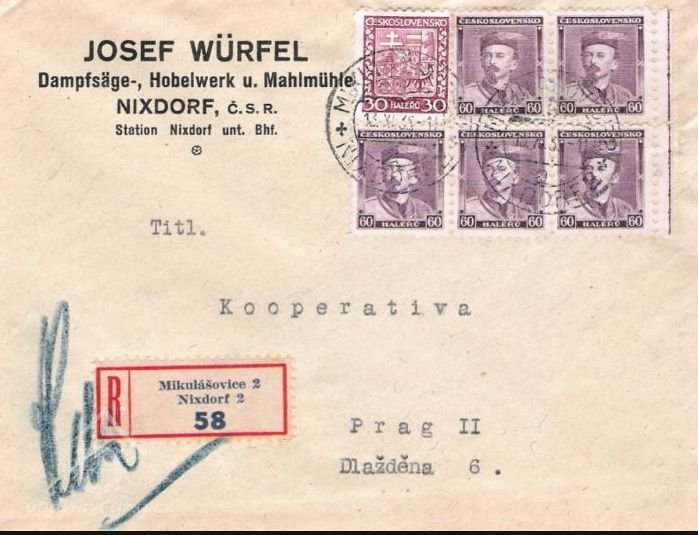 JOSEF WÜRFEL
Dampfsäge-, Hobelwerk u. Mahlmühle
NIXDORF, Č.S.R.
Station Nixdorf unt. Bhf.
ČESKOSLOVENSKO
30 HALÉŘŮ 30
ČESKOSLOVENSKO
60 HALÉŘŮ 60
ČESKOSLOVENSKO
60 HALÉŘŮ 60
ČESKOSLOVENSKO
60 HALÉŘŮ 60
ČESKOSLOVENSKO
60 HALÉŘŮ 60
ČESKOSLOVENSKO
60 HALÉŘŮ 60
Titl.
Kooperativa
R
Mikulášovice 2
Nixdorf 2
58
Prag II
Dlažděna 6.